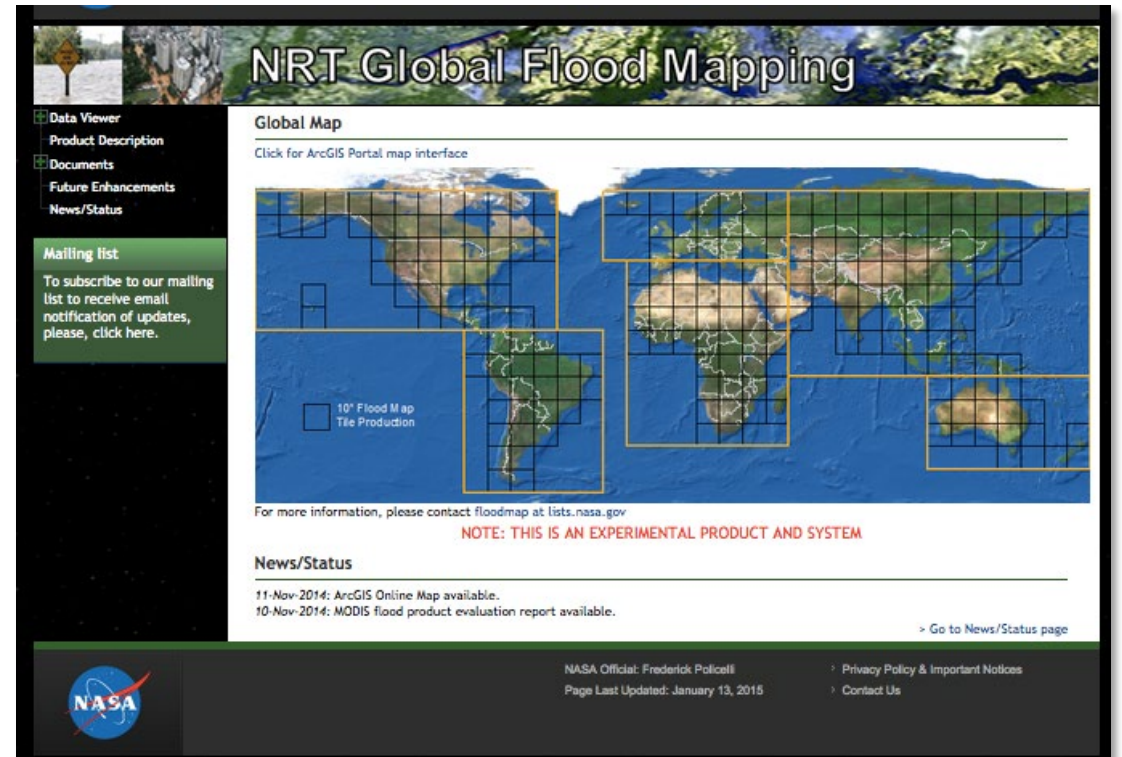 NRT Global Flood Mapping
Data Viewer
Product Description
Documents
Future Enhancements
News/Status
Mailing list
To subscribe to our mailing
list to receive email
notification of updates,
please, click here.
Global Map
Click for ArcGIS Portal map interface
10° Flood Map
Tile Production
For more information, please contact floodmap at lists.nasa.gov
NOTE: THIS IS AN EXPERIMENTAL PRODUCT AND SYSTEM
News/Status
11-Nov-2014: ArcGIS Online Map available.
10-Nov-2014: MODIS flood product evaluation report available.
> Go to News/Status page
NASA
NASA Official: Frederick Policelli
Page Last Updated: January 13, 2015
› Privacy Policy & Important Notices
› Contact Us